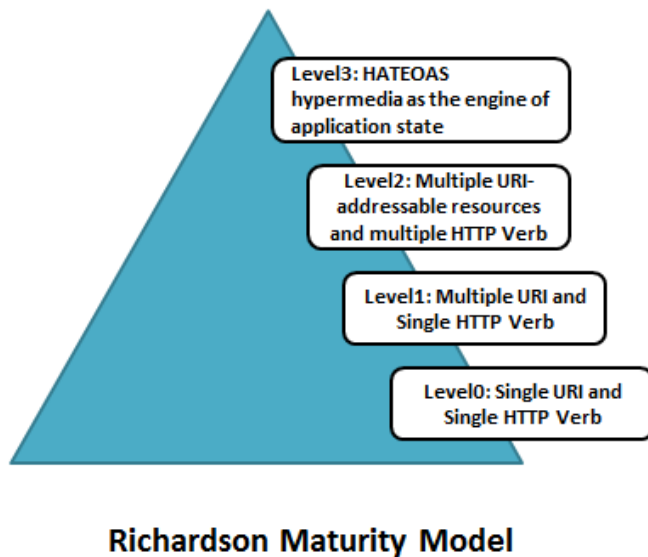 Level3: HATEOAS
hypermedia as the engine of
application state
Level2: Multiple URI-
addressable resources
and multiple HTTP Verb
Level1: Multiple URI and
Single HTTP Verb
Level0: Single URI and
Single HTTP Verb
Richardson Maturity Model